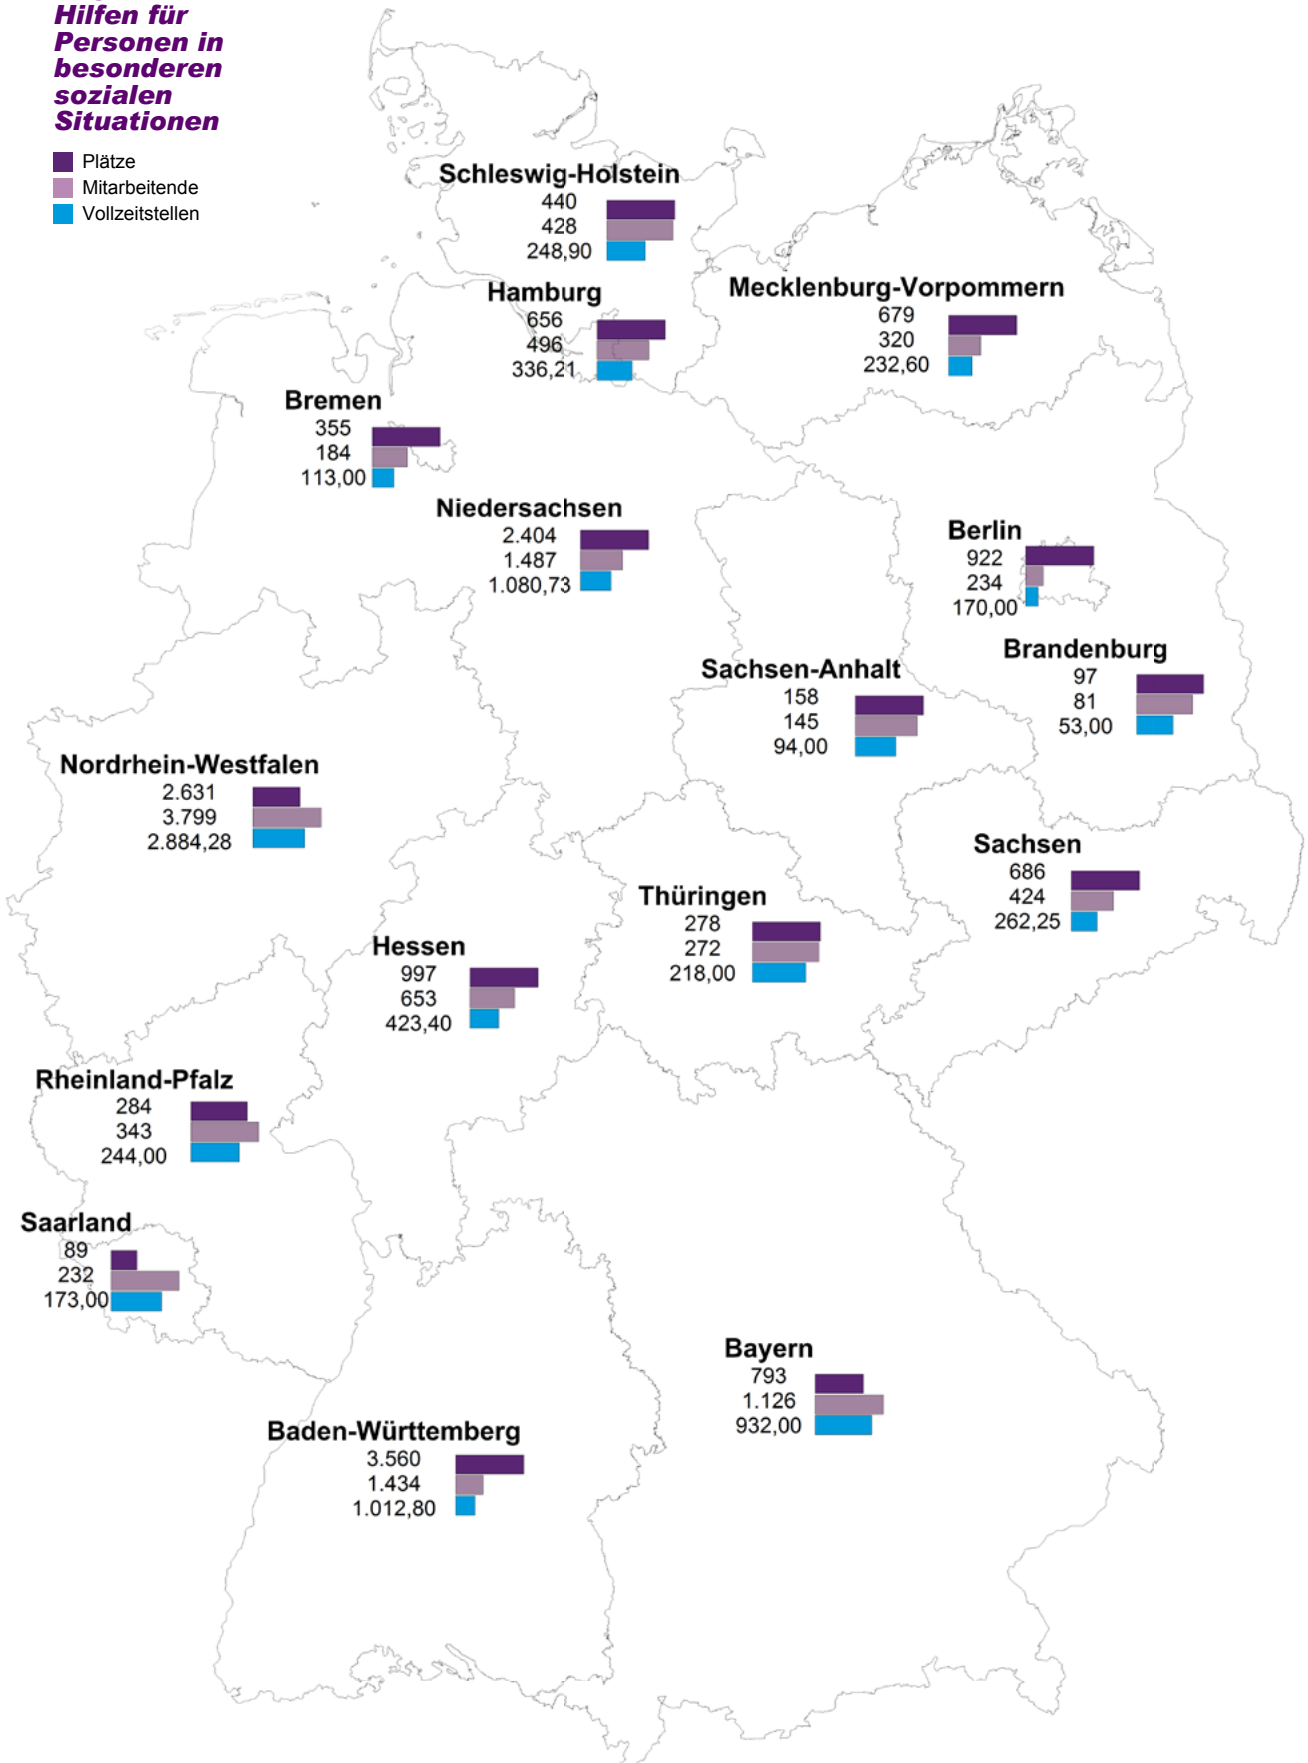 Hilfen für
Personen in
besonderen
sozialen
Situationen
Plätze
Mitarbeitende
Vollzeitstellen
Schleswig-Holstein
440
428
248,90
Hamburg
656
496
336,21
Mecklenburg-Vorpommern
679
320
232,60
Bremen
355
184
113,00
Niedersachsen
2.404
1.487
1.080,73
Berlin
922
234
170,00
Brandenburg
97
81
53,00
Sachsen-Anhalt
158
145
94,00
Nordrhein-Westfalen
2.631
3.799
2.884,28
Sachsen
686
424
262,25
Thüringen
278
272
218,00
Hessen
997
653
423,40
Rheinland-Pfalz
284
343
244,00
Saarland
89
232
173,00
Bayern
793
1.126
932,00
Baden-Württemberg
3.560
1.434
1.012,80